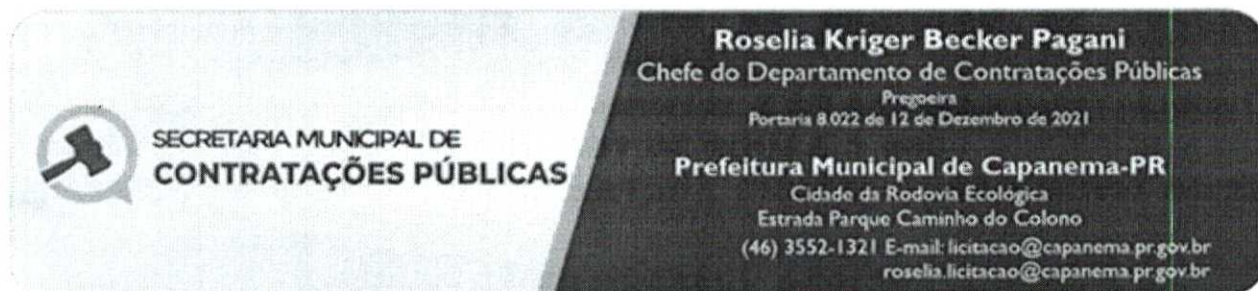 SECRETARIA MUNICIPAL DE
CONTRATAÇÕES PÚBLICAS
Roselia Kriger Becker Pagani
Chefe do Departamento de Contratações Públicas
Pregoeira
Portaria 8.022 de 12 de Dezembro de 2021
Prefeitura Municipal de Capanema-PR
Cidade da Rodovia Ecológica
Estrada Parque Caminho do Colono
(46) 3552-1321 E-mail: licitacao@capanema.pr.gov.br
roselia.licitacao@capanema.pr.gov.br